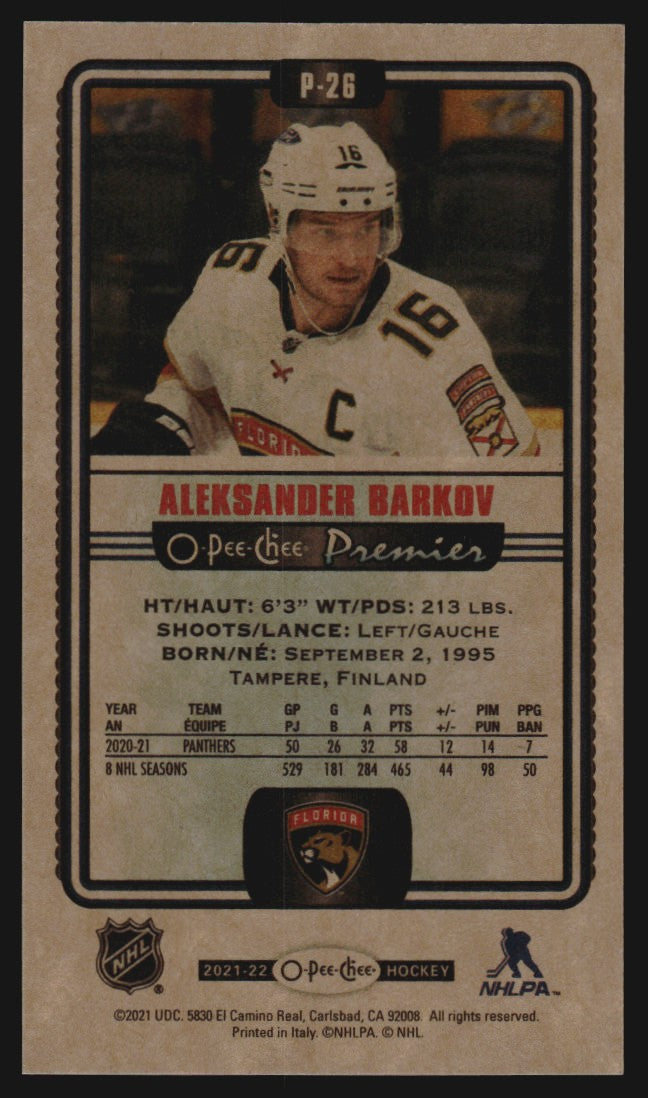 P-26
16
16
16
C
FLORIDA
ALEKSANDER BARKOV
O-Pee-Chee Premier
HT/HAUT: 6'3" WT/PDS: 213 LBS.
SHOOTS/LANCE: LEFT/GAUCHE
BORN/NÉ: SEPTEMBER 2, 1995
TAMPERE, FINLAND
YEAR TEAM GP G A PTS +/- PIM PPG
AN ÉQUIPE PJ B A PTS +/- PUN BAN
2020-21 PANTHERS 50 26 32 58 12 14 7
8 NHL SEASONS 529 181 284 465 44 98 50
FLORIDA
NHL
®
2021-22 O-Pee-Chee HOCKEY
NHLPA™
©2021 UDC. 5830 El Camino Real, Carlsbad, CA 92008. All rights reserved.
Printed in Italy. ©NHLPA. © NHL.